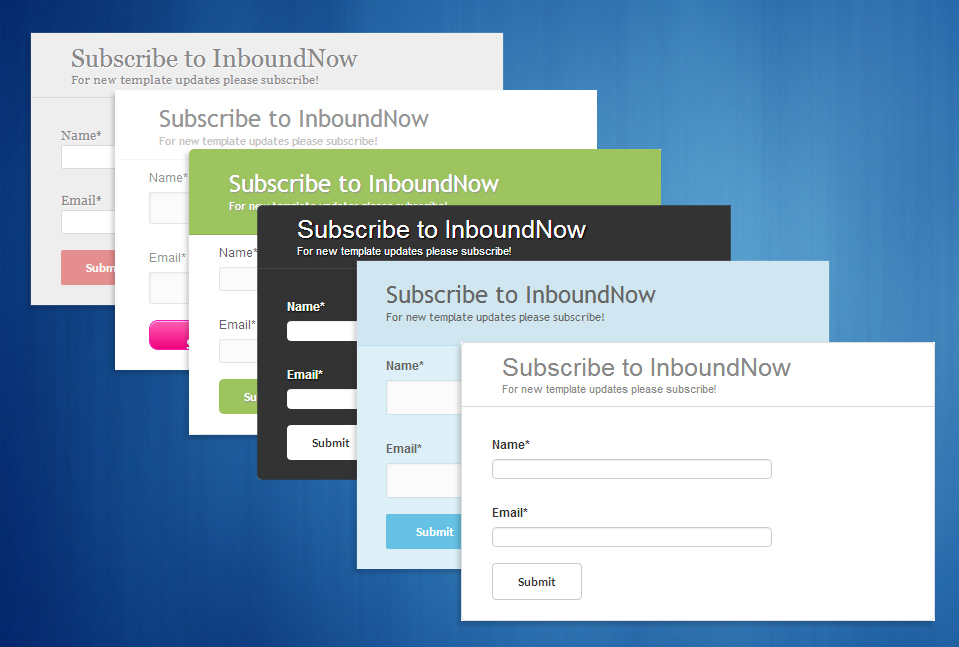 Subscribe to InboundNow
For new template updates please subscribe!
Name*
Email*
Subm
Subscribe to InboundNow
For new template updates please subscribe!
Name*
Email*
Subscribe to InboundNow
For new template updates please subscribe!
Name*
Email*
Su
Subscribe to InboundNow
For new template updates please subscribe!
Name*
Email*
Submit
Subscribe to InboundNow
For new template updates please subscribe!
Name*
Email*
Submit
Subscribe to InboundNow
For new template updates please subscribe!
Name*
Email*
Submit